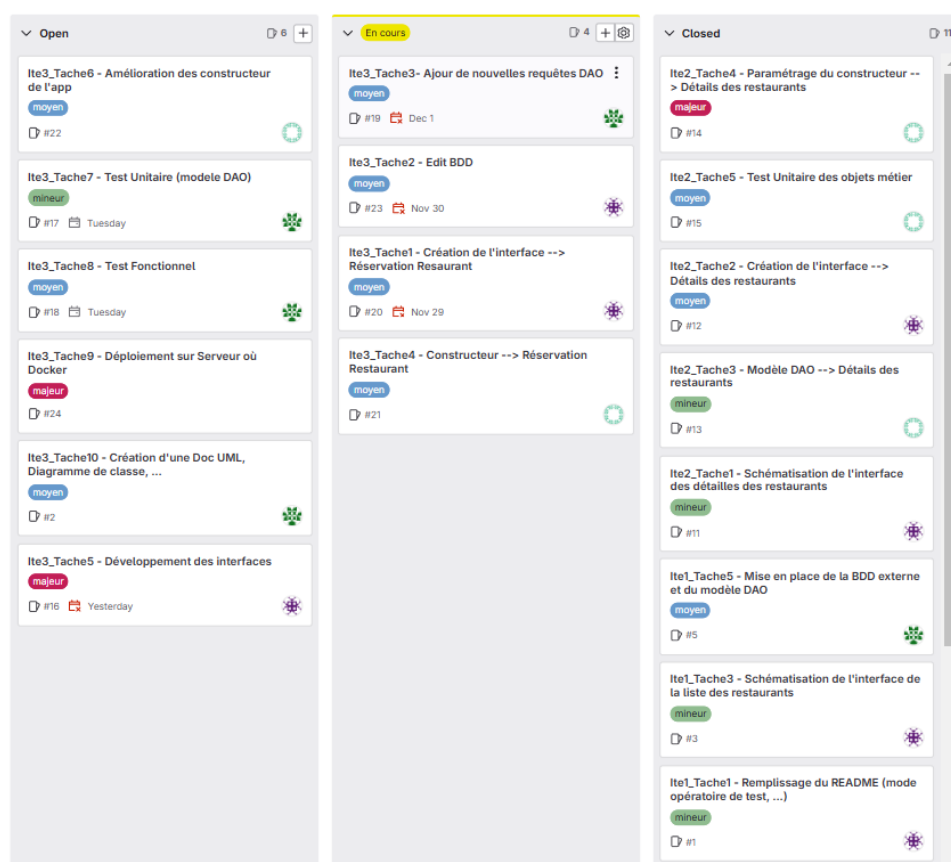 Open 6
Ite3_Tache6 - Amélioration des constructeur
de l'app
moyen
#22
Ite3_Tache7 - Test Unitaire (modele DAO)
mineur
#17 Tuesday
Ite3_Tache8 - Test Fonctionnel
moyen
#18 Tuesday
Ite3_Tache9 - Déploiement sur Serveur où
Docker
majeur
#24
Ite3_Tache10 - Création d'une Doc UML,
Diagramme de classe, ...
moyen
#2
Ite3_Tache5 - Développement des interfaces
majeur
#16 Yesterday
En cours 4
Ite3_Tache3- Ajour de nouvelles requêtes DAO
moyen
#19 Dec 1
Ite3_Tache2 - Edit BDD
moyen
#23 Nov 30
Ite3_Tache1 - Création de l'interface -->
Réservation Resaurant
moyen
#20 Nov 29
Ite3_Tache4 - Constructeur --> Réservation
Restaurant
moyen
#21
Closed 11
Ite2_Tache4 - Paramétrage du constructeur --
> Détails des restaurants
majeur
#14
Ite2_Tache5 - Test Unitaire des objets métier
moyen
#15
Ite2_Tache2 - Création de l'interface -->
Détails des restaurants
moyen
#12
Ite2_Tache3 - Modèle DAO --> Détails des
restaurants
mineur
#13
Ite2_Tache1 - Schématisation de l'interface
des détailles des restaurants
mineur
#11
Ite1_Tache5 - Mise en place de la BDD externe
et du modèle DAO
moyen
#5
Ite1_Tache3 - Schématisation de l'interface de
la liste des restaurants
mineur
#3
Ite1_Tache1 - Remplissage du README (mode
opératoire de test, ...)
mineur
#1